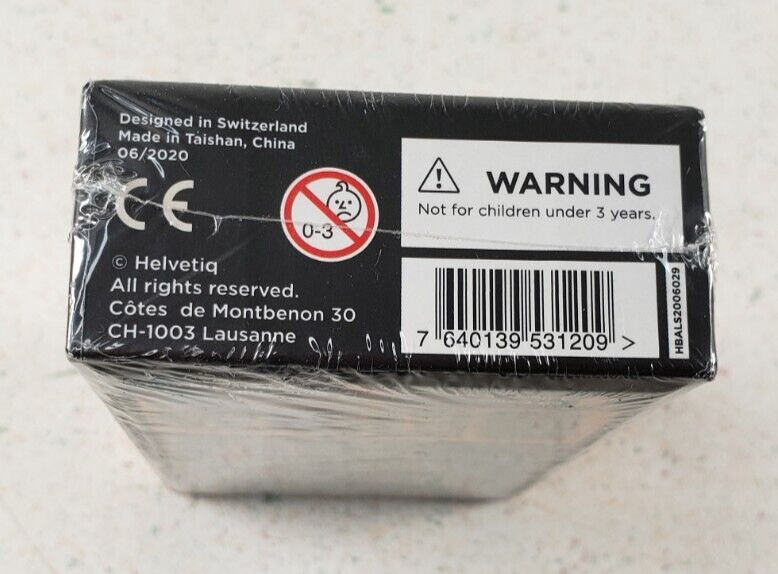 Designed in Switzerland
Made in Taishan, China
06/2020
CE
0-3
© Helvetiq
All rights reserved.
Côtes de Montbenon 30
CH-1003 Lausanne
WARNING
Not for children under 3 years.
7 640139 531209 >
HBALS2006029